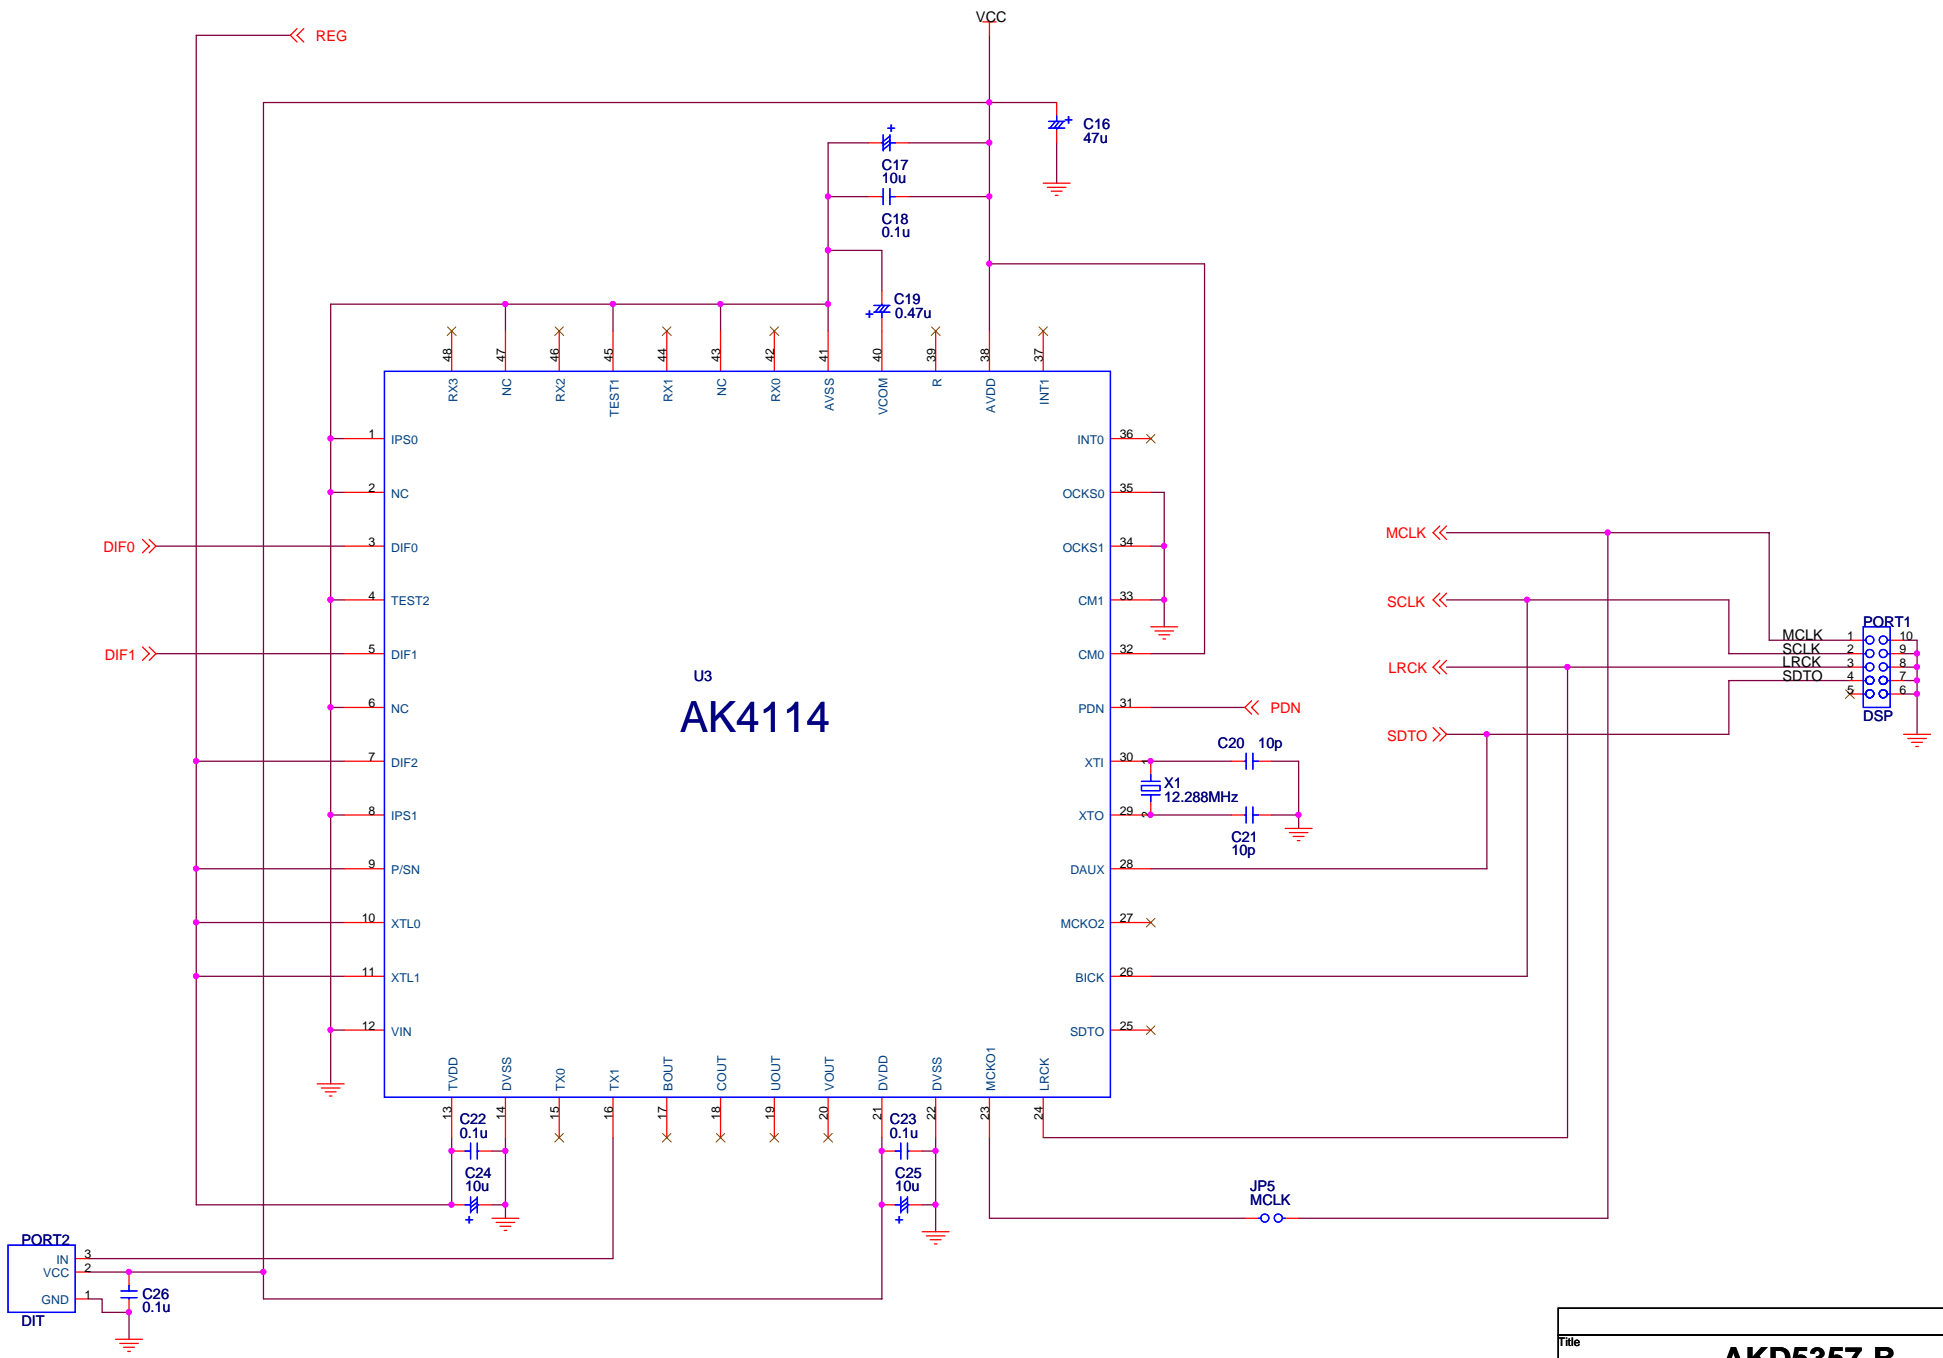 VCC
REG
C16
47u
C17
10u
C18
0.1u
C19
0.47u
48
47
46
45
44
43
42
41
40
39
38
37
RX3
NC
RX2
TEST1
RX1
NC
RX0
AVSS
VCOM
R
AVDD
INT1
1 IPS0
2 NC
DIF0
3 DIF0
4 TEST2
DIF1
5 DIF1
6 NC
7 DIF2
8 IPS1
9 P/SN
10 XTL0
11 XTL1
12 VIN
U3
AK4114
INT0 36
OCKS0 35
OCKS1 34
CM1 33
CM0 32
PDN 31
PDN
XTI 30
XTO 29
DAUX 28
MCKO2 27
BICK 26
SDTO 25
C20 10p
1
X1
12.288MHz
2
C21
10p
MCLK
SCLK
LRCK
SDTO
PORT1
MCLK 1 10
SCLK 2 9
LRCK 3 8
SDTO 4 7
5 6
DSP
TVDD
DVSS
TX0
TX1
BOUT
COUT
UOUT
VOUT
DVDD
DVSS
MCKO1
LRCK
13
14
15
16
17
18
19
20
21
22
23
24
C22
0.1u
C24
10u
C23
0.1u
C25
10u
JP5
MCLK
PORT2
IN 3
VCC 2
GND 1
DIT
C26
0.1u
Title
AKD5357-B